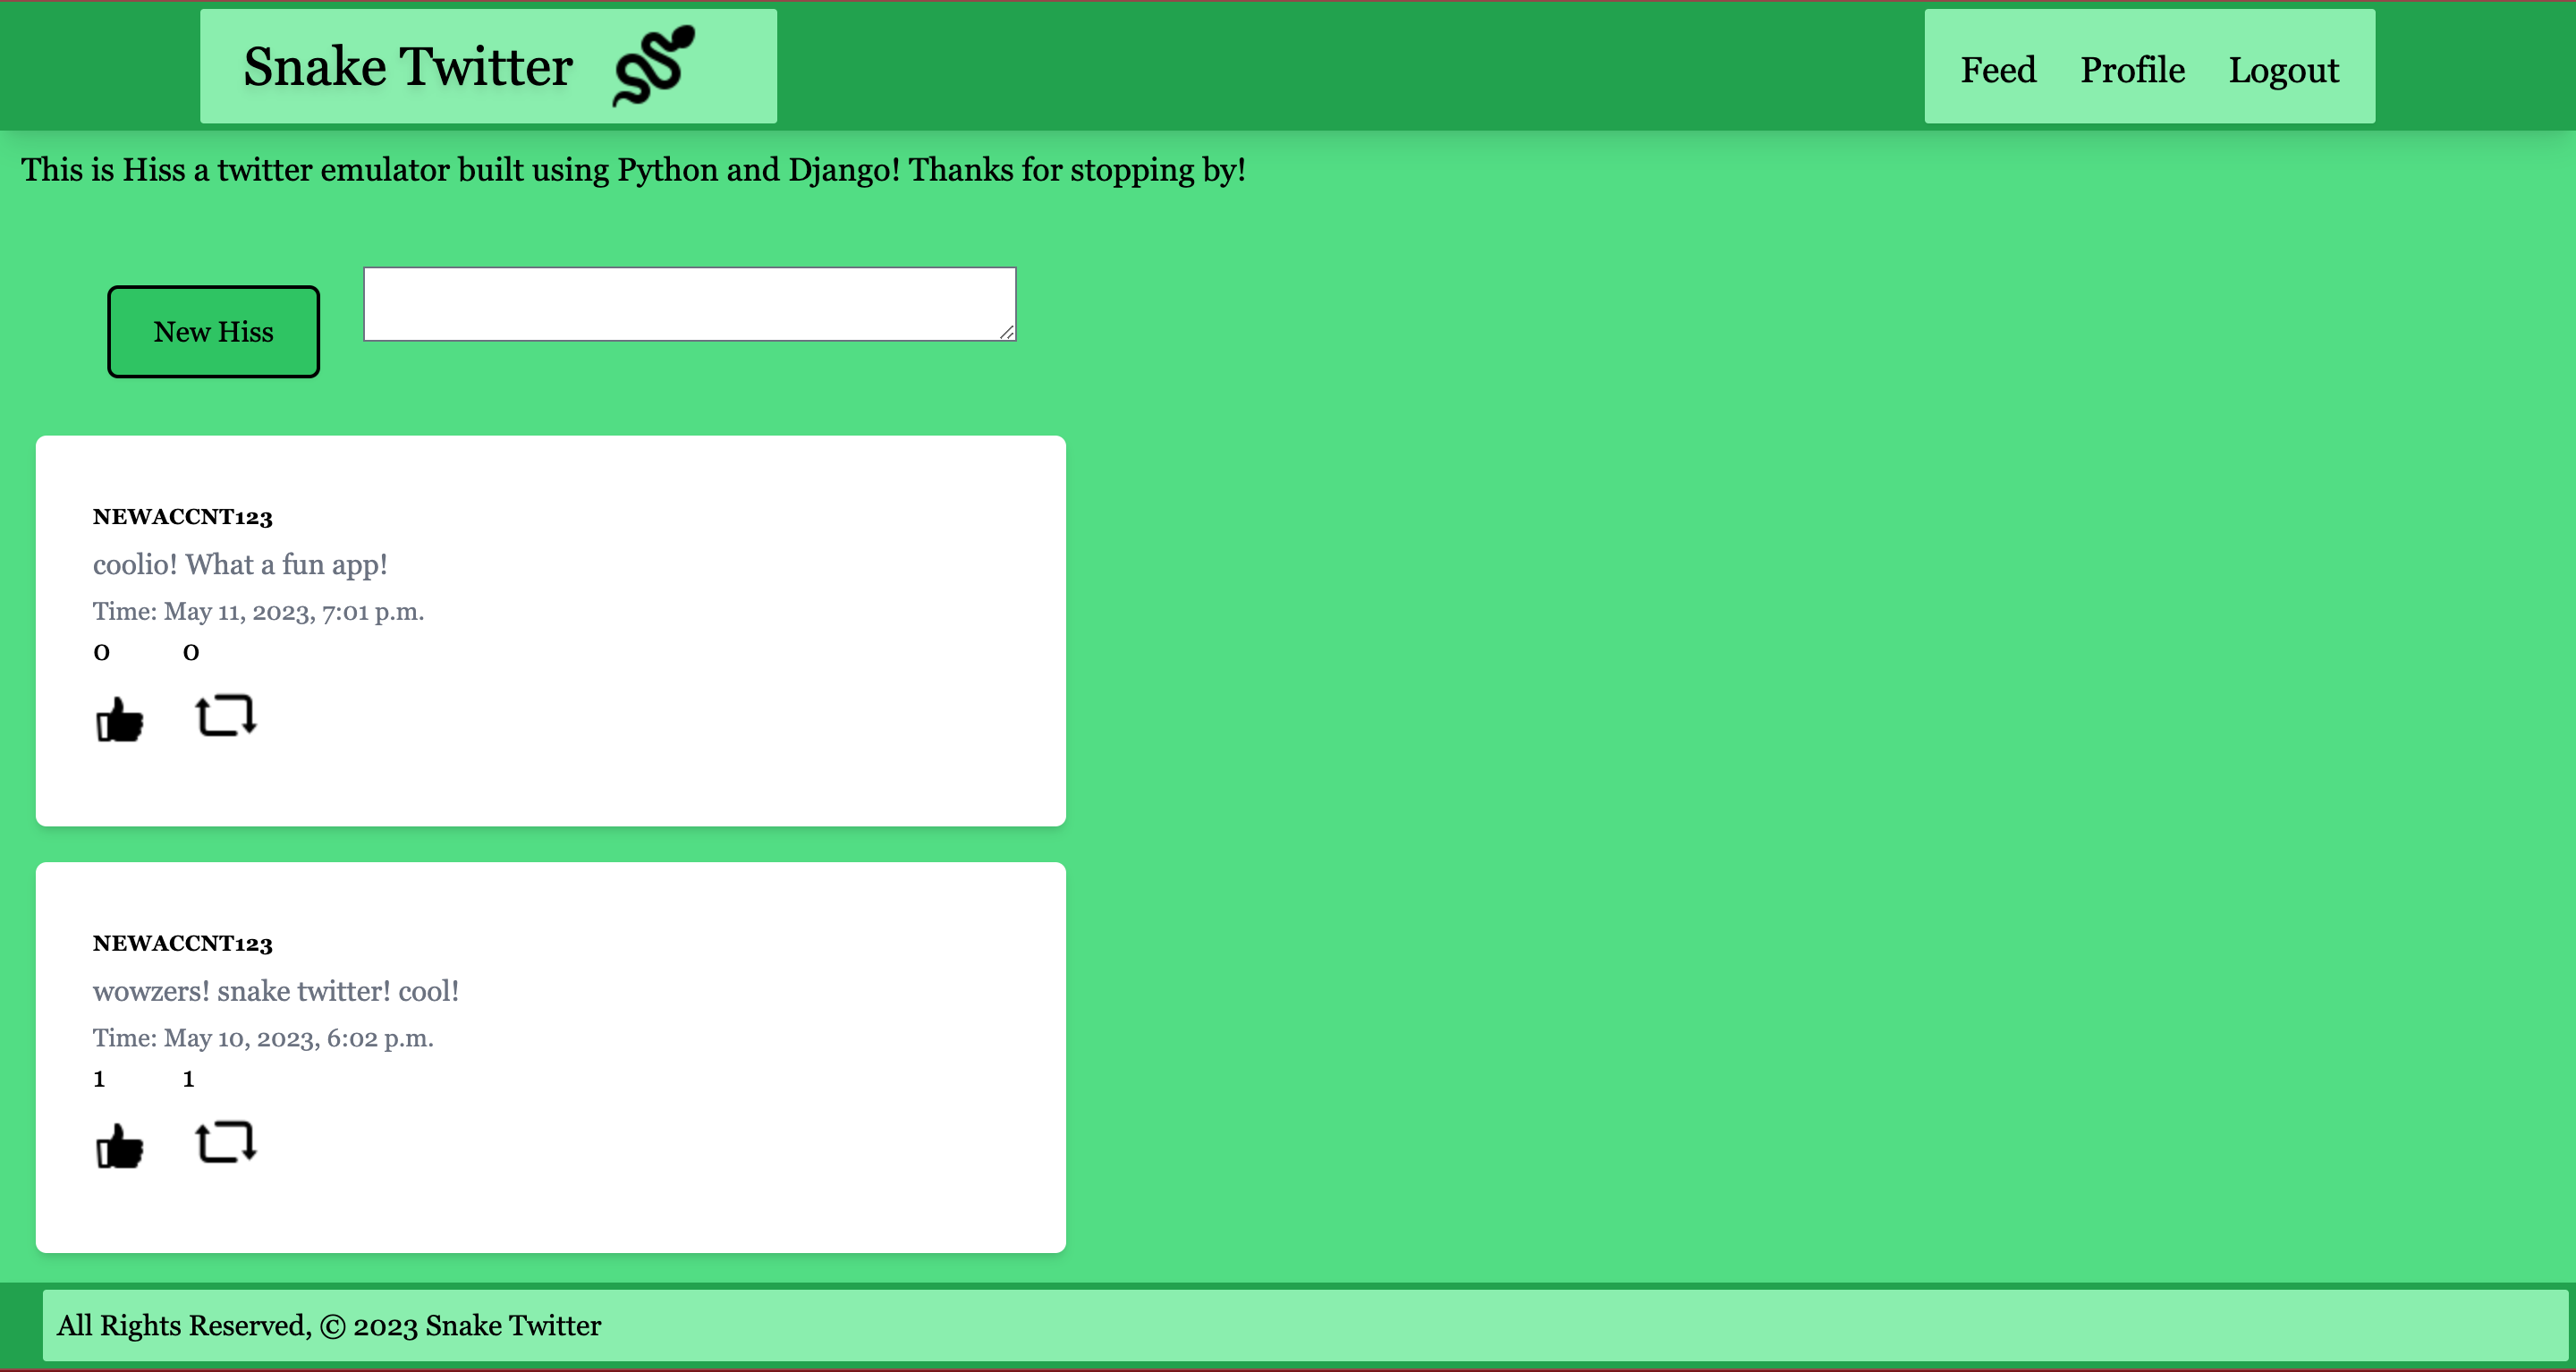 Snake Twitter
Feed Profile Logout
This is Hiss a twitter emulator built using Python and Django! Thanks for stopping by!
New Hiss
NEWACCNT123
coolio! What a fun app!
Time: May 11, 2023, 7:01 p.m.
0 0
NEWACCNT123
wowzers! snake twitter! cool!
Time: May 10, 2023, 6:02 p.m.
1 1
All Rights Reserved, © 2023 Snake Twitter